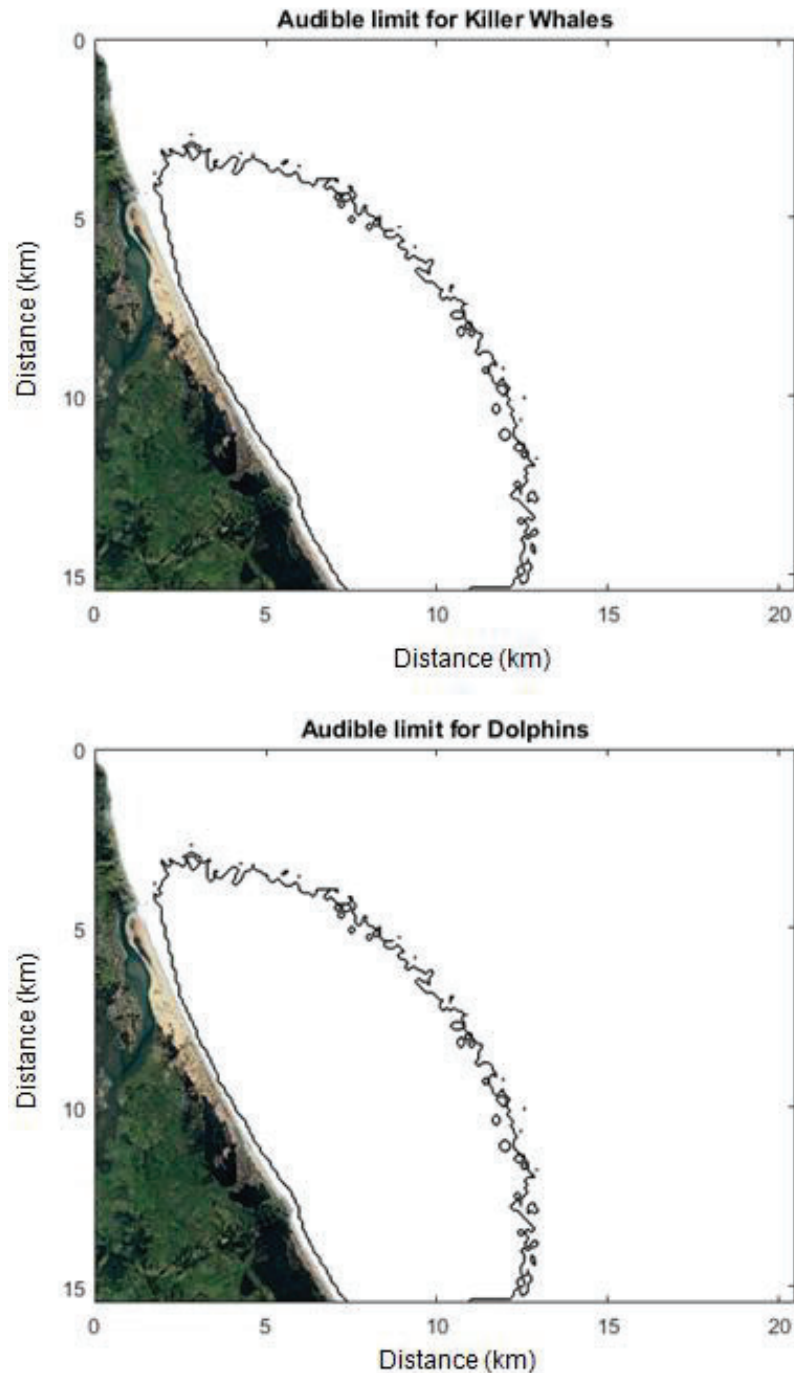 Audible limit for Killer Whales
0
5
10
15
Distance (km)
0 5 10 15 20
Distance (km)
Audible limit for Dolphins
0
5
10
15
Distance (km)
0 5 10 15 20
Distance (km)